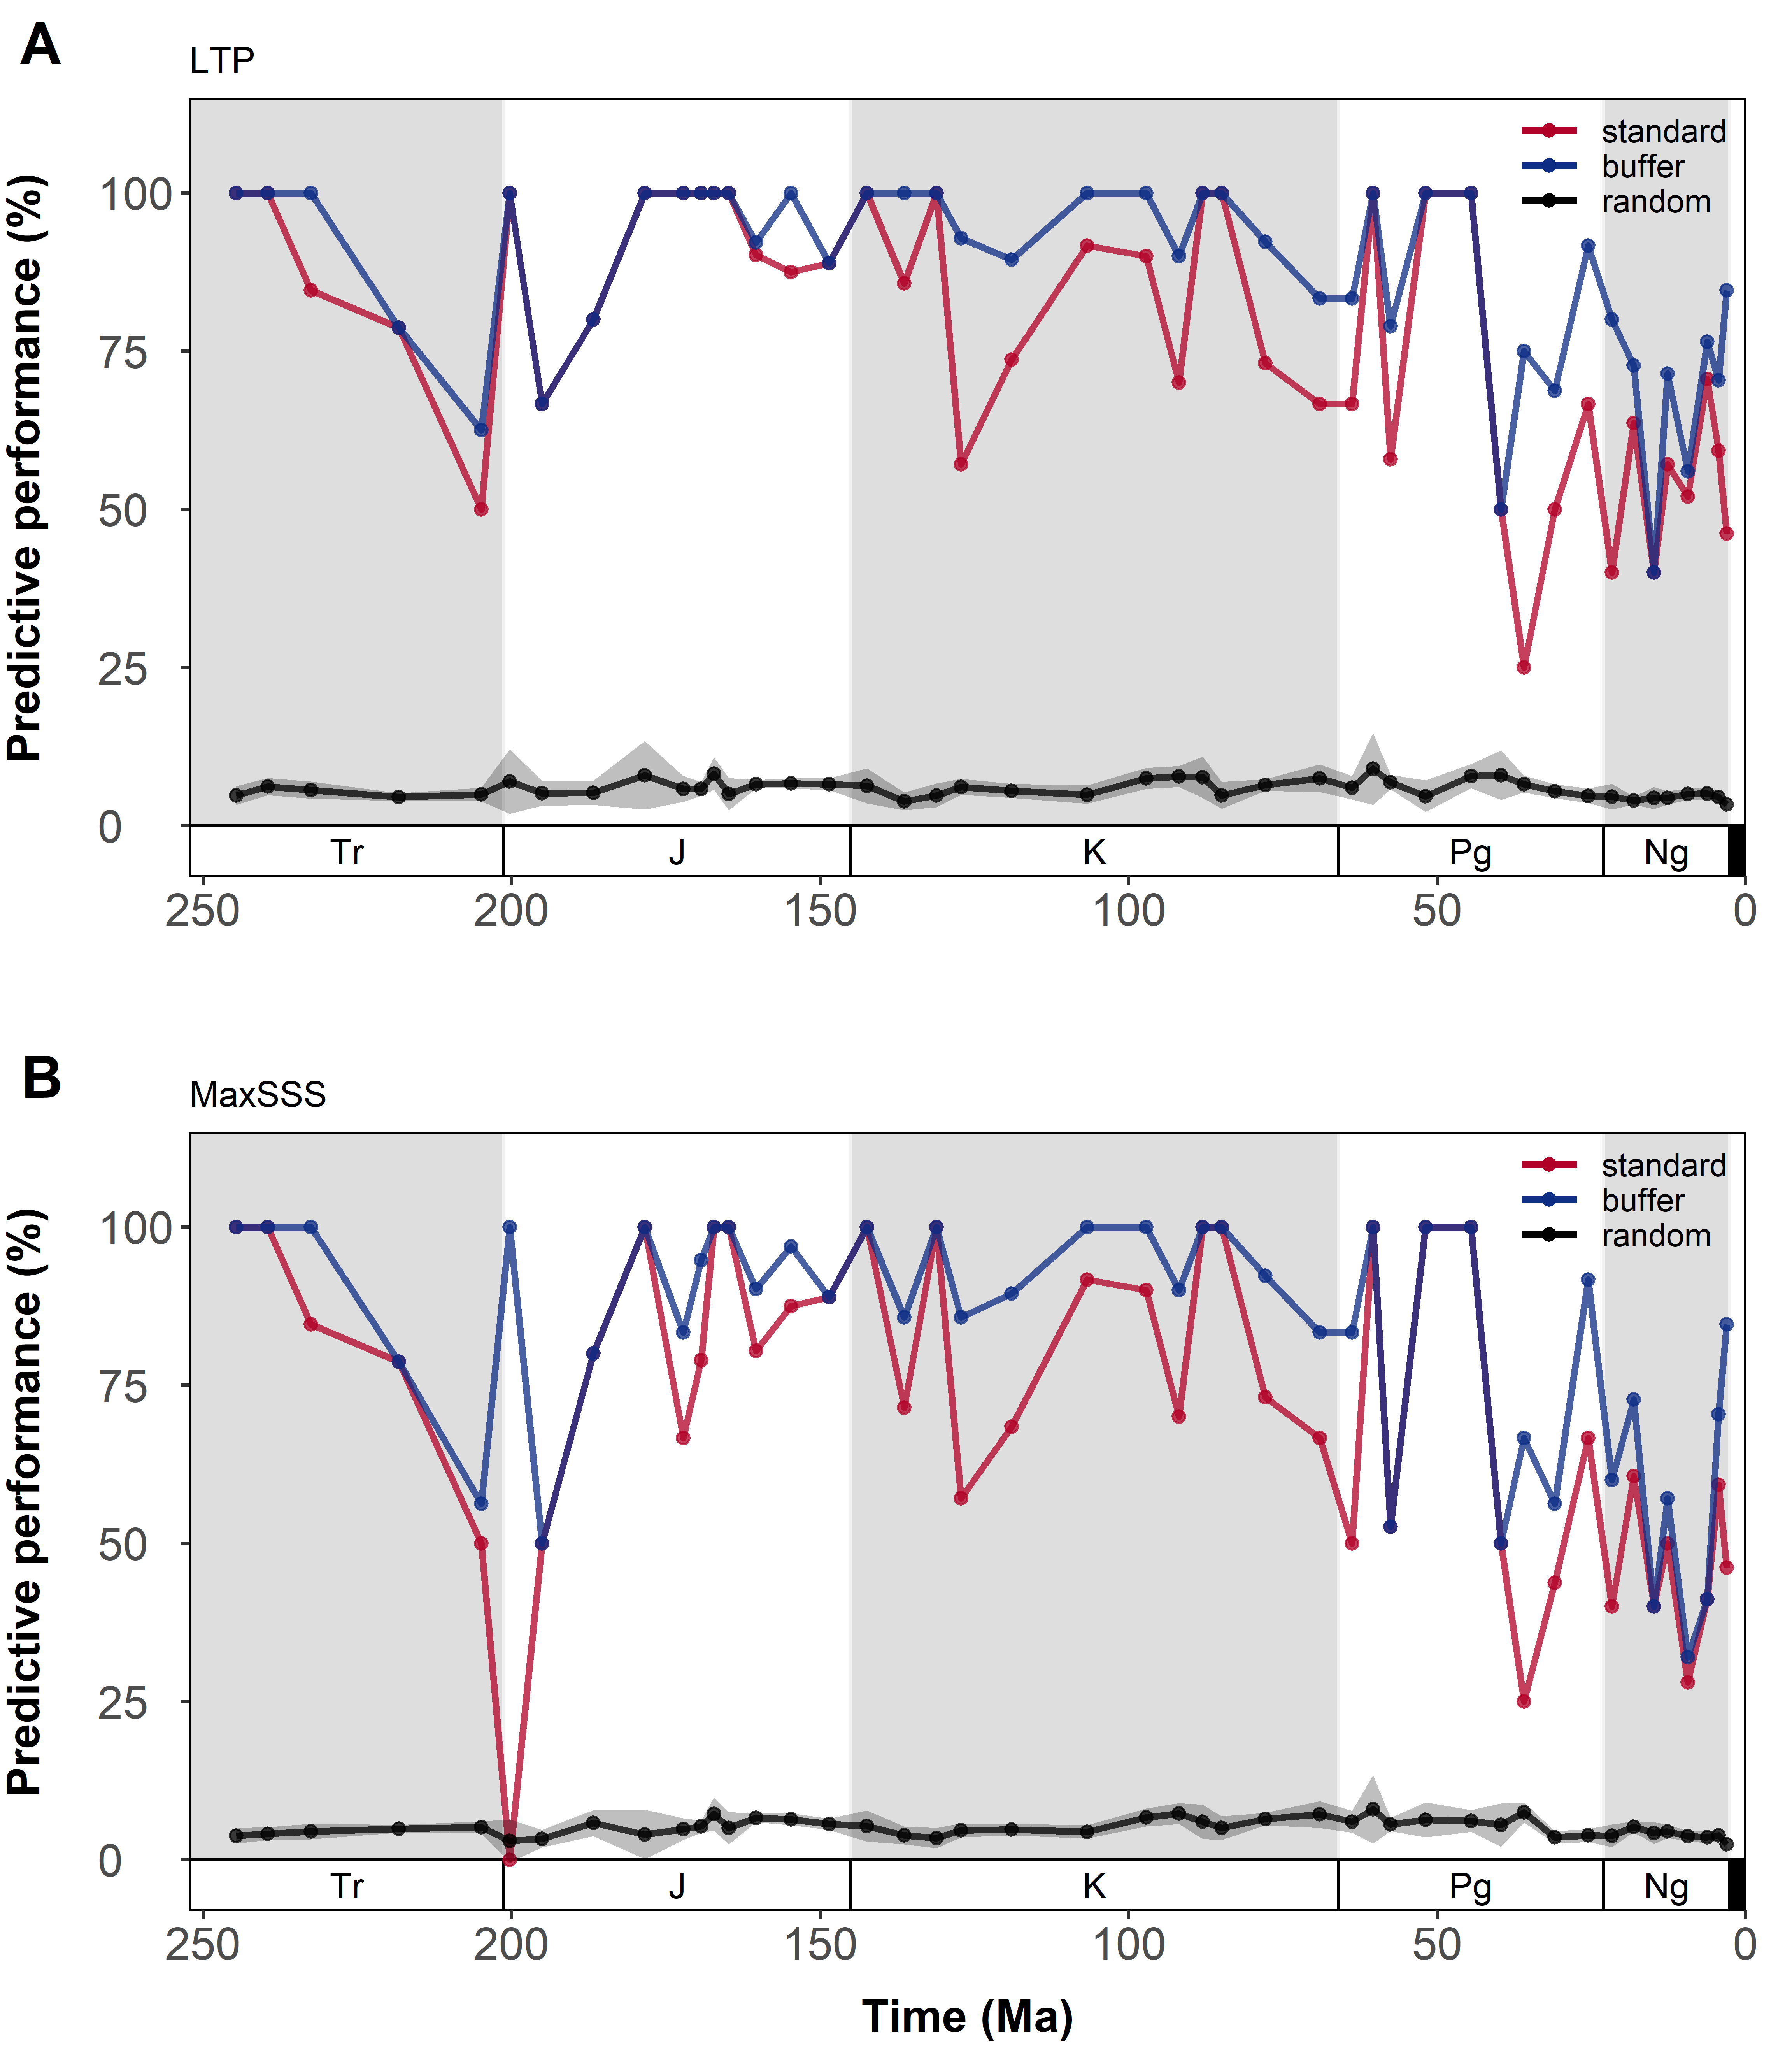 A
LTP
Predictive performance (%)
100
75
50
25
0
standard
buffer
random
Tr J K Pg Ng
250 200 150 100 50 0
B
MaxSSS
Predictive performance (%)
100
75
50
25
0
standard
buffer
random
Tr J K Pg Ng
250 200 150 100 50 0
Time (Ma)